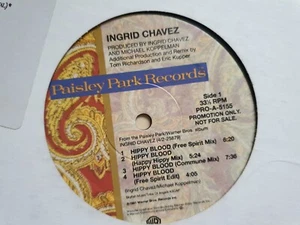 INGRID CHAVEZ
PRODUCED BY INGRID CHAVEZ
AND MICHAEL KOPPELMAN
Additional Production and Remix by
Tom Richardson and Eric Kupper
Paisley Park Records
Side 1
33⅓ RPM
PRO-A-5155
PROMOTION ONLY.
NOT FOR SALE.
From the Paisley Park/Warner Bros. Album
INGRID CHAVEZ (4/2-25879)
1 HIPPY BLOOD (Free Spirit Mix) 6:20
2 HIPPY BLOOD
(Happy Hippy Mix) 5:24
3 HIPPY BLOOD (Commune Mix) 7:38
4 HIPPY BLOOD
(Free Spirit Edit) 4:05
(Ingrid Chavez/Michael Koppelman)